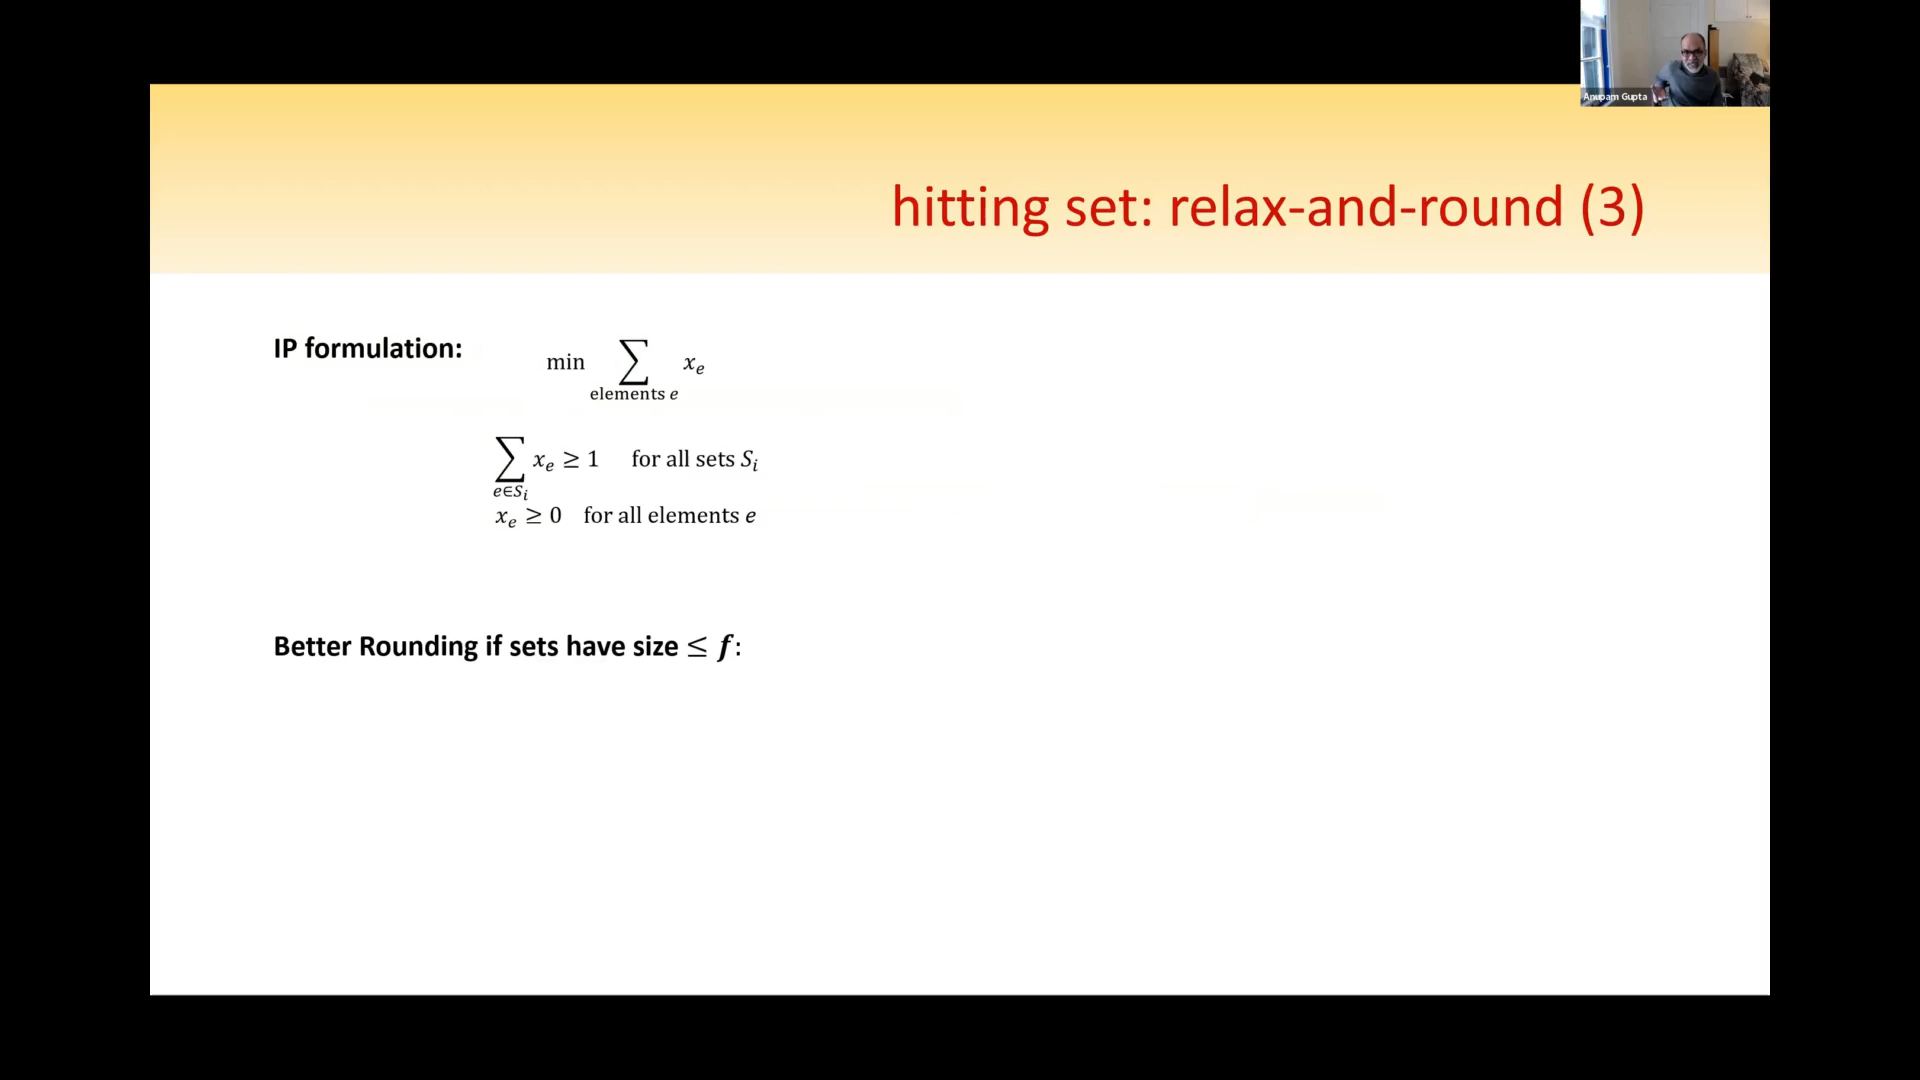 Anupam Gupta
hitting set: relax-and-round (3)
IP formulation:
min ∑ xₑ
elements e
∑ xₑ ≥ 1 for all sets Sᵢ
e∈Sᵢ
xₑ ≥ 0 for all elements e
Better Rounding if sets have size ≤ f: